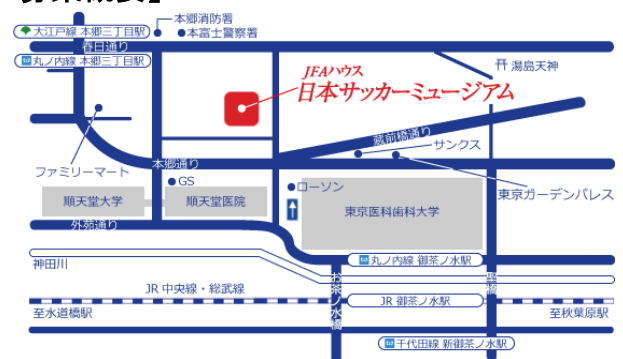 大江戸線 本郷三丁目駅
本郷消防署
本富士警察署
春日通り
丸ノ内線 本郷三丁目駅
湯島天神
JFAハウス
日本サッカーミュージアム
蔵前橋通り
サンクス
ファミリーマート
本郷通り
GS
ローソン
東京ガーデンパレス
順天堂大学
順天堂医院
東京医科歯科大学
外苑通り
神田川
丸ノ内線 御茶ノ水駅
お茶ノ水橋
聖橋
JR 中央線・総武線
JR 御茶ノ水駅
至水道橋駅
至秋葉原駅
千代田線 新御茶ノ水駅